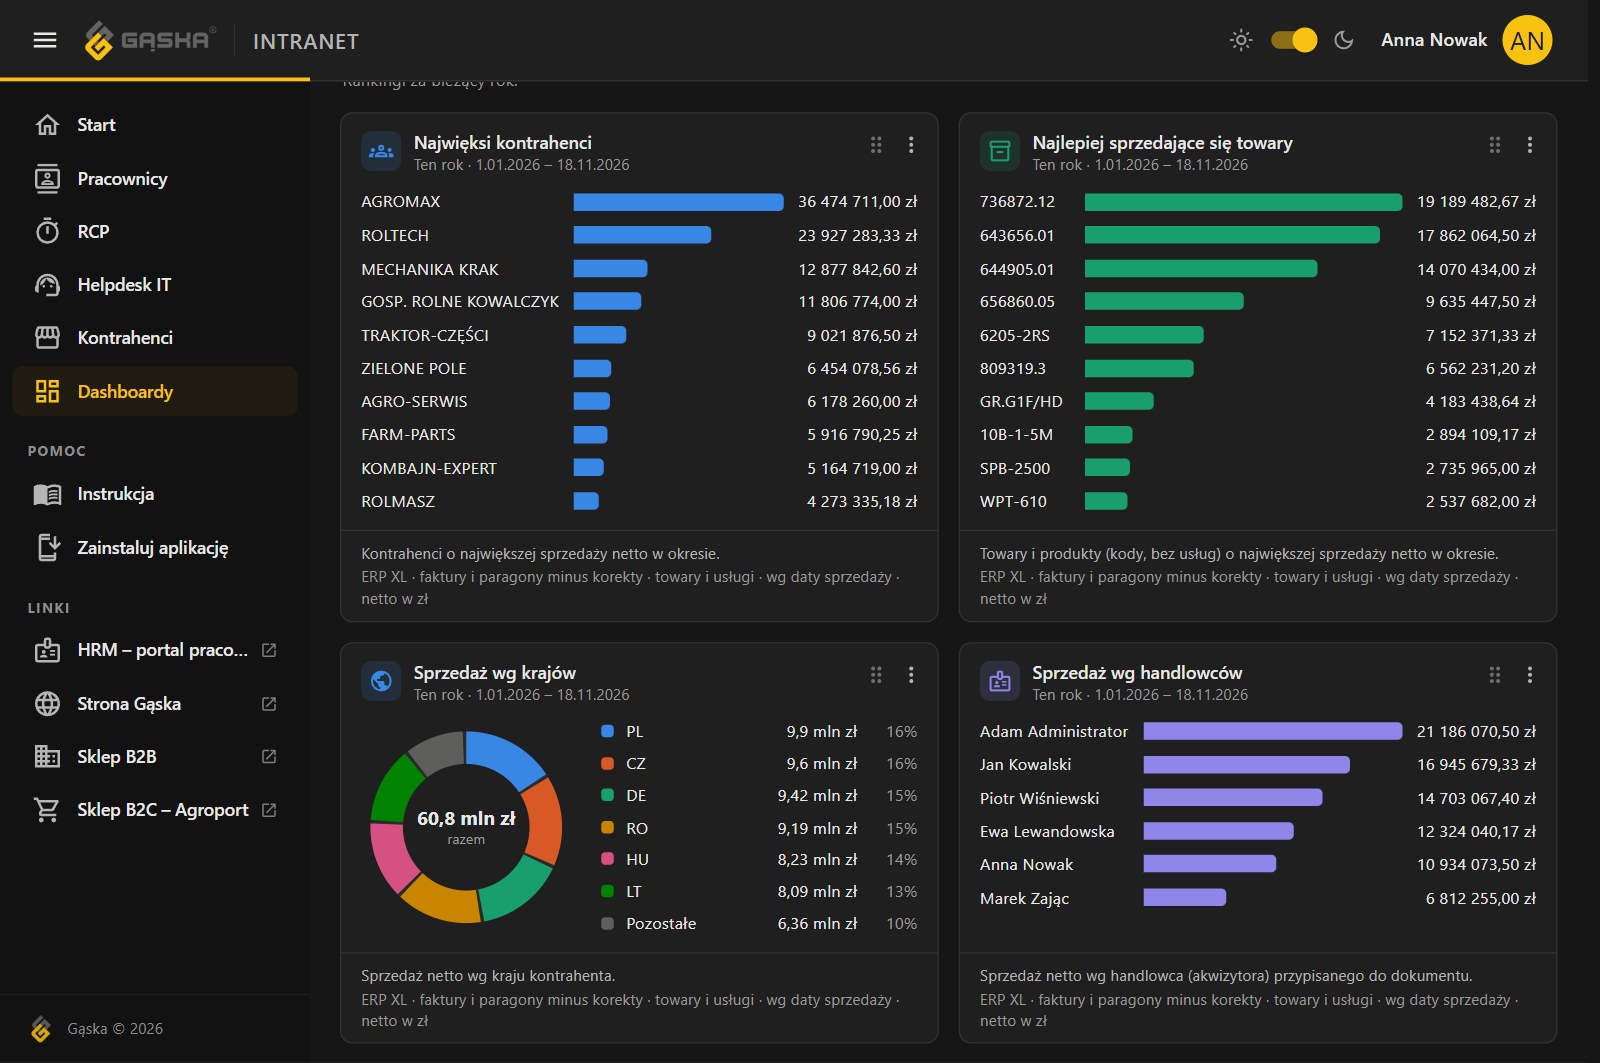 GĄSKA®
INTRANET
Anna Nowak
AN
Start
Pracownicy
RCP
Helpdesk IT
Kontrahenci
Dashboardy
POMOC
Instrukcja
Zainstaluj aplikację
LINKI
HRM – portal praco...
Strona Gąska
Sklep B2B
Sklep B2C – Agroport
Gąska © 2026
Rankingi za bieżący rok.
Najwięksi kontrahenci
Ten rok · 1.01.2026 – 18.11.2026
AGROMAX 36 474 711,00 zł
ROLTECH 23 927 283,33 zł
MECHANIKA KRAK 12 877 842,60 zł
GOSP. ROLNE KOWALCZYK 11 806 774,00 zł
TRAKTOR-CZĘŚCI 9 021 876,50 zł
ZIELONE POLE 6 454 078,56 zł
AGRO-SERWIS 6 178 260,00 zł
FARM-PARTS 5 916 790,25 zł
KOMBAJN-EXPERT 5 164 719,00 zł
ROLMASZ 4 273 335,18 zł
Kontrahenci o największej sprzedaży netto w okresie.
ERP XL · faktury i paragony minus korekty · towary i usługi · wg daty sprzedaży ·
netto w zł
Najlepiej sprzedające się towary
Ten rok · 1.01.2026 – 18.11.2026
736872.12 19 189 482,67 zł
643656.01 17 862 064,50 zł
644905.01 14 070 434,00 zł
656860.05 9 635 447,50 zł
6205-2RS 7 152 371,33 zł
809319.3 6 562 231,20 zł
GR.G1F/HD 4 183 438,64 zł
10B-1-5M 2 894 109,17 zł
SPB-2500 2 735 965,00 zł
WPT-610 2 537 682,00 zł
Towary i produkty (kody, bez usług) o największej sprzedaży netto w okresie.
ERP XL · faktury i paragony minus korekty · towary i usługi · wg daty sprzedaży ·
netto w zł
Sprzedaż wg krajów
Ten rok · 1.01.2026 – 18.11.2026
60,8 mln zł
razem
PL 9,9 mln zł 16%
CZ 9,6 mln zł 16%
DE 9,42 mln zł 15%
RO 9,19 mln zł 15%
HU 8,23 mln zł 14%
LT 8,09 mln zł 13%
Pozostałe 6,36 mln zł 10%
Sprzedaż netto wg kraju kontrahenta.
ERP XL · faktury i paragony minus korekty · towary i usługi · wg daty sprzedaży ·
netto w zł
Sprzedaż wg handlowców
Ten rok · 1.01.2026 – 18.11.2026
Adam Administrator 21 186 070,50 zł
Jan Kowalski 16 945 679,33 zł
Piotr Wiśniewski 14 703 067,40 zł
Ewa Lewandowska 12 324 040,17 zł
Anna Nowak 10 934 073,50 zł
Marek Zając 6 812 255,00 zł
Sprzedaż netto wg handlowca (akwizytora) przypisanego do dokumentu.
ERP XL · faktury i paragony minus korekty · towary i usługi · wg daty sprzedaży ·
netto w zł